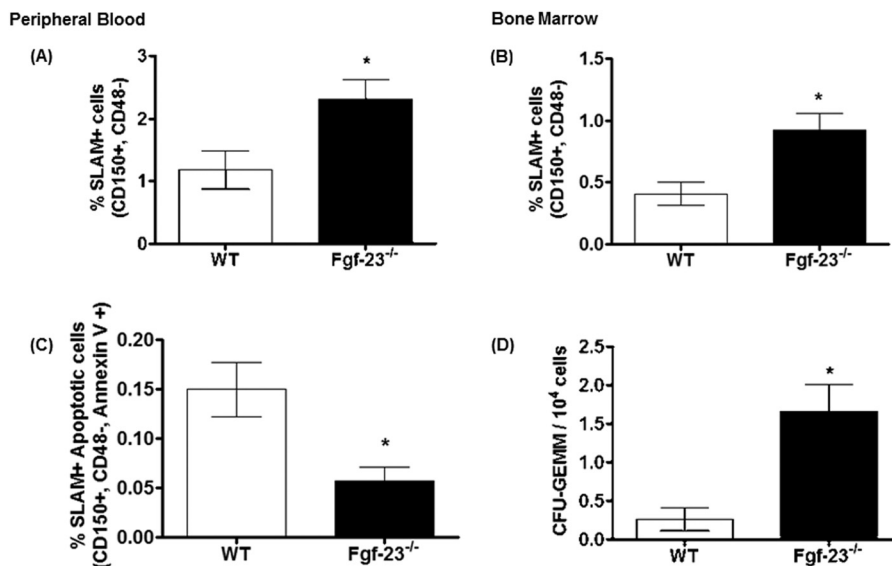 Peripheral Blood
Bone Marrow
(A)
% SLAM+ cells
(CD150+, CD48-)
3
2
1
0
*
WT
Fgf-23-/-
(B)
% SLAM+ cells
(CD150+, CD48-)
1.5
1.0
0.5
0.0
*
WT
Fgf-23-/-
(C)
% SLAM+ Apoptotic cells
(CD150+, CD48-, Annexin V +)
0.20
0.15
0.10
0.05
0.00
*
WT
Fgf-23-/-
(D)
CFU-GEMM / 10⁴ cells
2.5
2.0
1.5
1.0
0.5
0.0
*
WT
Fgf-23-/-